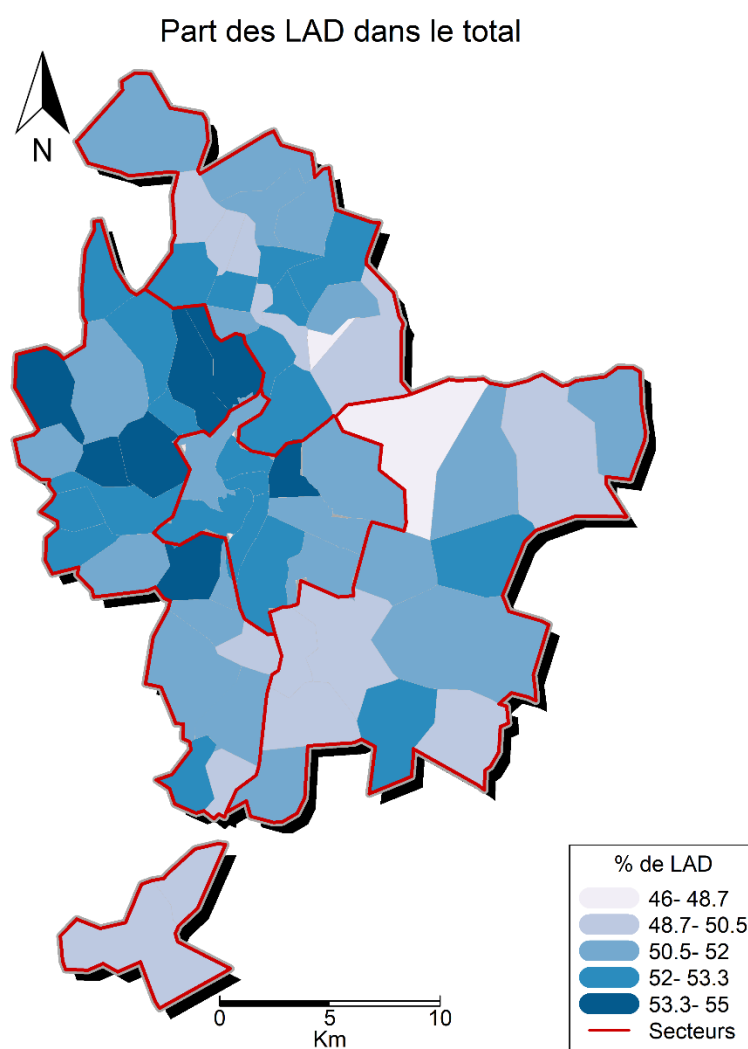 Part des LAD dans le total
N
% de LAD
46- 48.7
48.7- 50.5
50.5- 52
52- 53.3
53.3- 55
Secteurs
0 5 10
Km